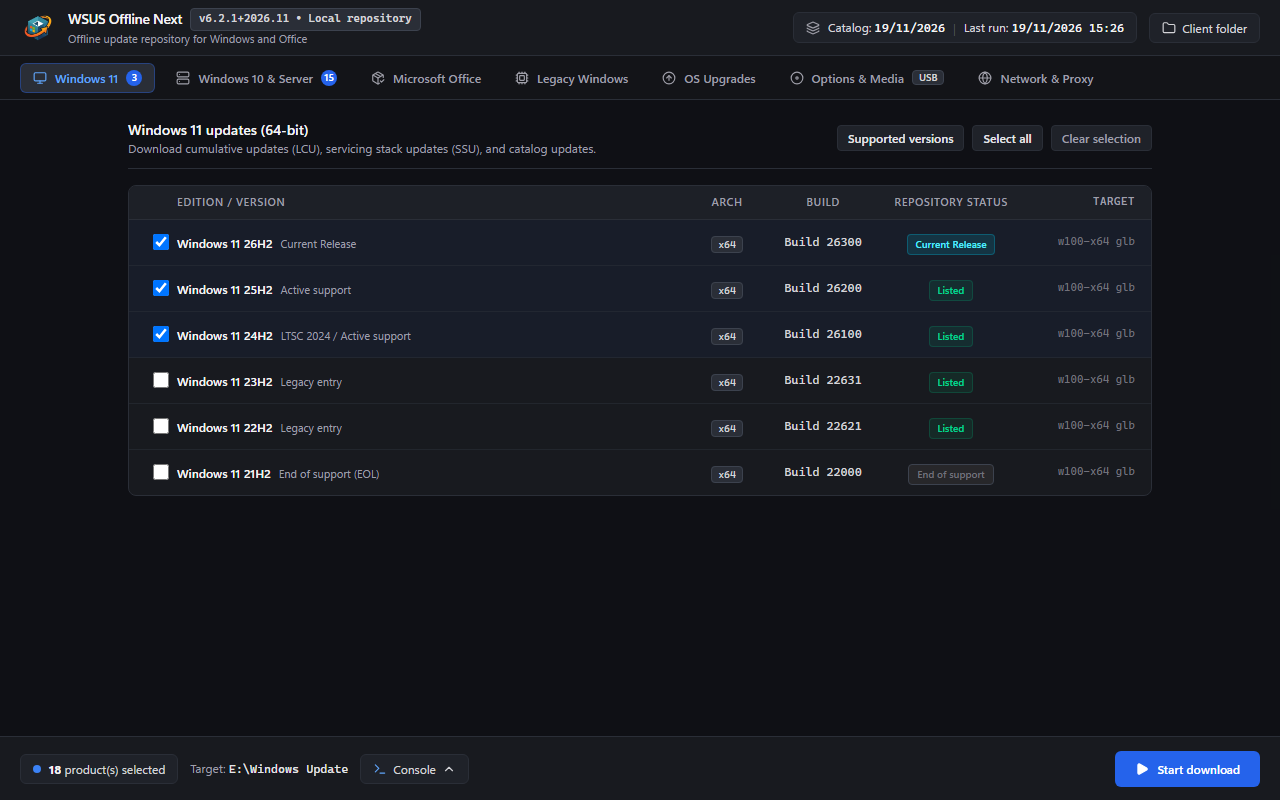 WSUS Offline Next v6.2.1+2026.11 • Local repository
Offline update repository for Windows and Office
Catalog: 19/11/2026 | Last run: 19/11/2026 15:26
Client folder
Windows 11 3
Windows 10 & Server 15
Microsoft Office
Legacy Windows
OS Upgrades
Options & Media USB
Network & Proxy
Windows 11 updates (64-bit)
Download cumulative updates (LCU), servicing stack updates (SSU), and catalog updates.
Supported versions
Select all
Clear selection
EDITION / VERSION ARCH BUILD REPOSITORY STATUS TARGET
Windows 11 26H2 Current Release x64 Build 26300 Current Release w100-x64 glb
Windows 11 25H2 Active support x64 Build 26200 Listed w100-x64 glb
Windows 11 24H2 LTSC 2024 / Active support x64 Build 26100 Listed w100-x64 glb
Windows 11 23H2 Legacy entry x64 Build 22631 Listed w100-x64 glb
Windows 11 22H2 Legacy entry x64 Build 22621 Listed w100-x64 glb
Windows 11 21H2 End of support (EOL) x64 Build 22000 End of support w100-x64 glb
18 product(s) selected
Target: E:\Windows Update
Console
Start download